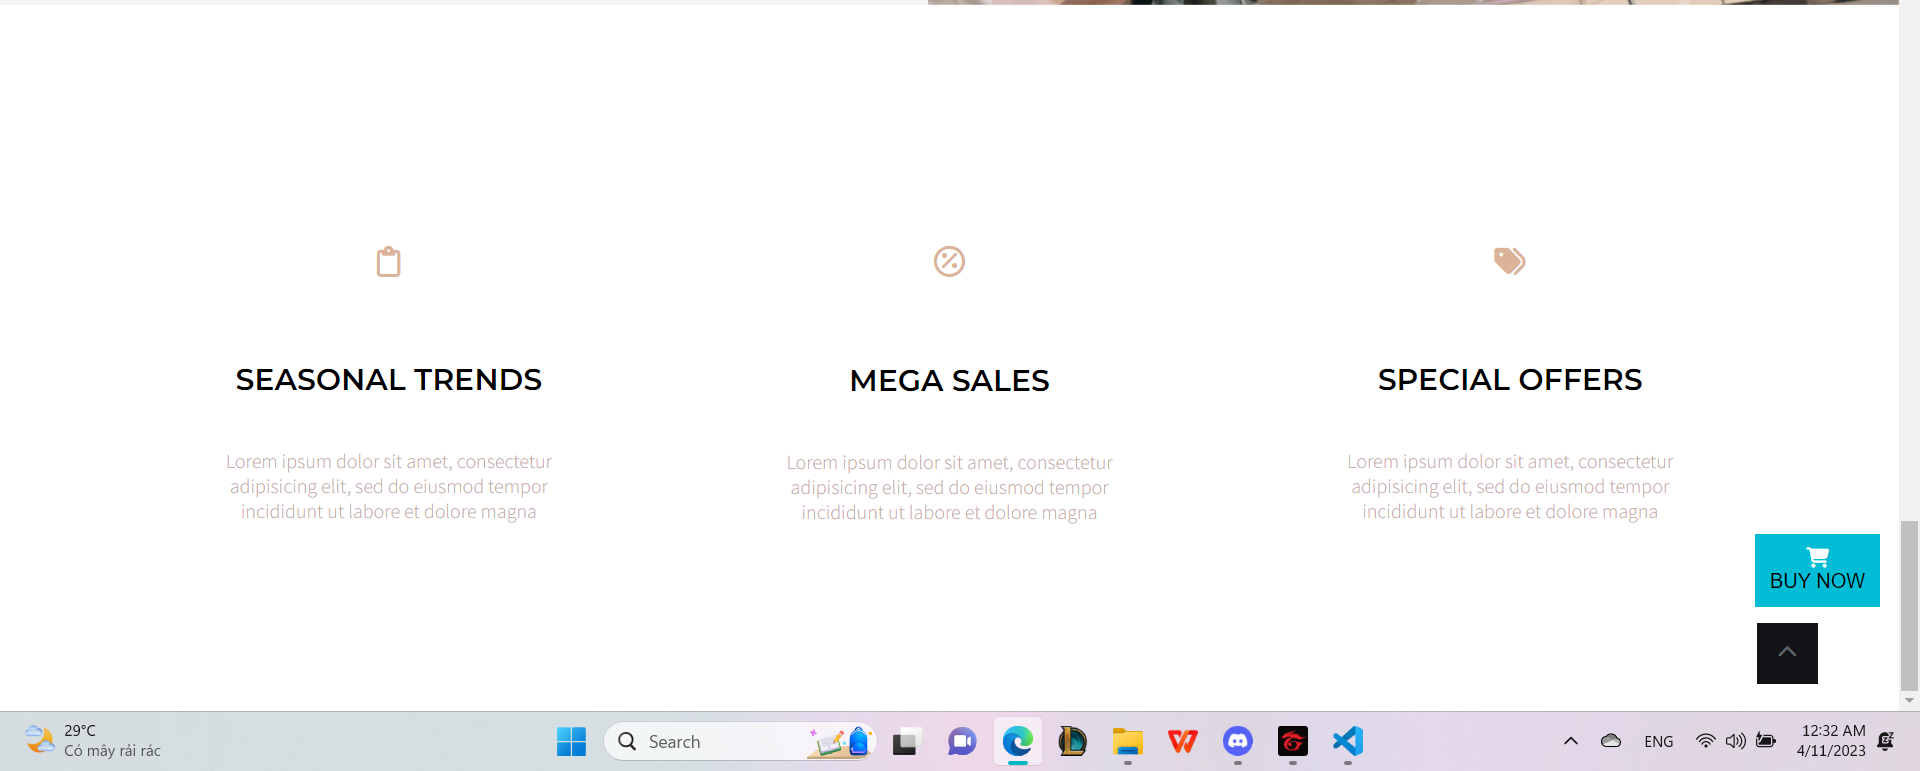 SEASONAL TRENDS
Lorem ipsum dolor sit amet, consectetur
adipisicing elit, sed do eiusmod tempor
incididunt ut labore et dolore magna
MEGA SALES
Lorem ipsum dolor sit amet, consectetur
adipisicing elit, sed do eiusmod tempor
incididunt ut labore et dolore magna
SPECIAL OFFERS
Lorem ipsum dolor sit amet, consectetur
adipisicing elit, sed do eiusmod tempor
incididunt ut labore et dolore magna
BUY NOW
29°C
Có mây rải rác
Search
ENG
12:32 AM
4/11/2023